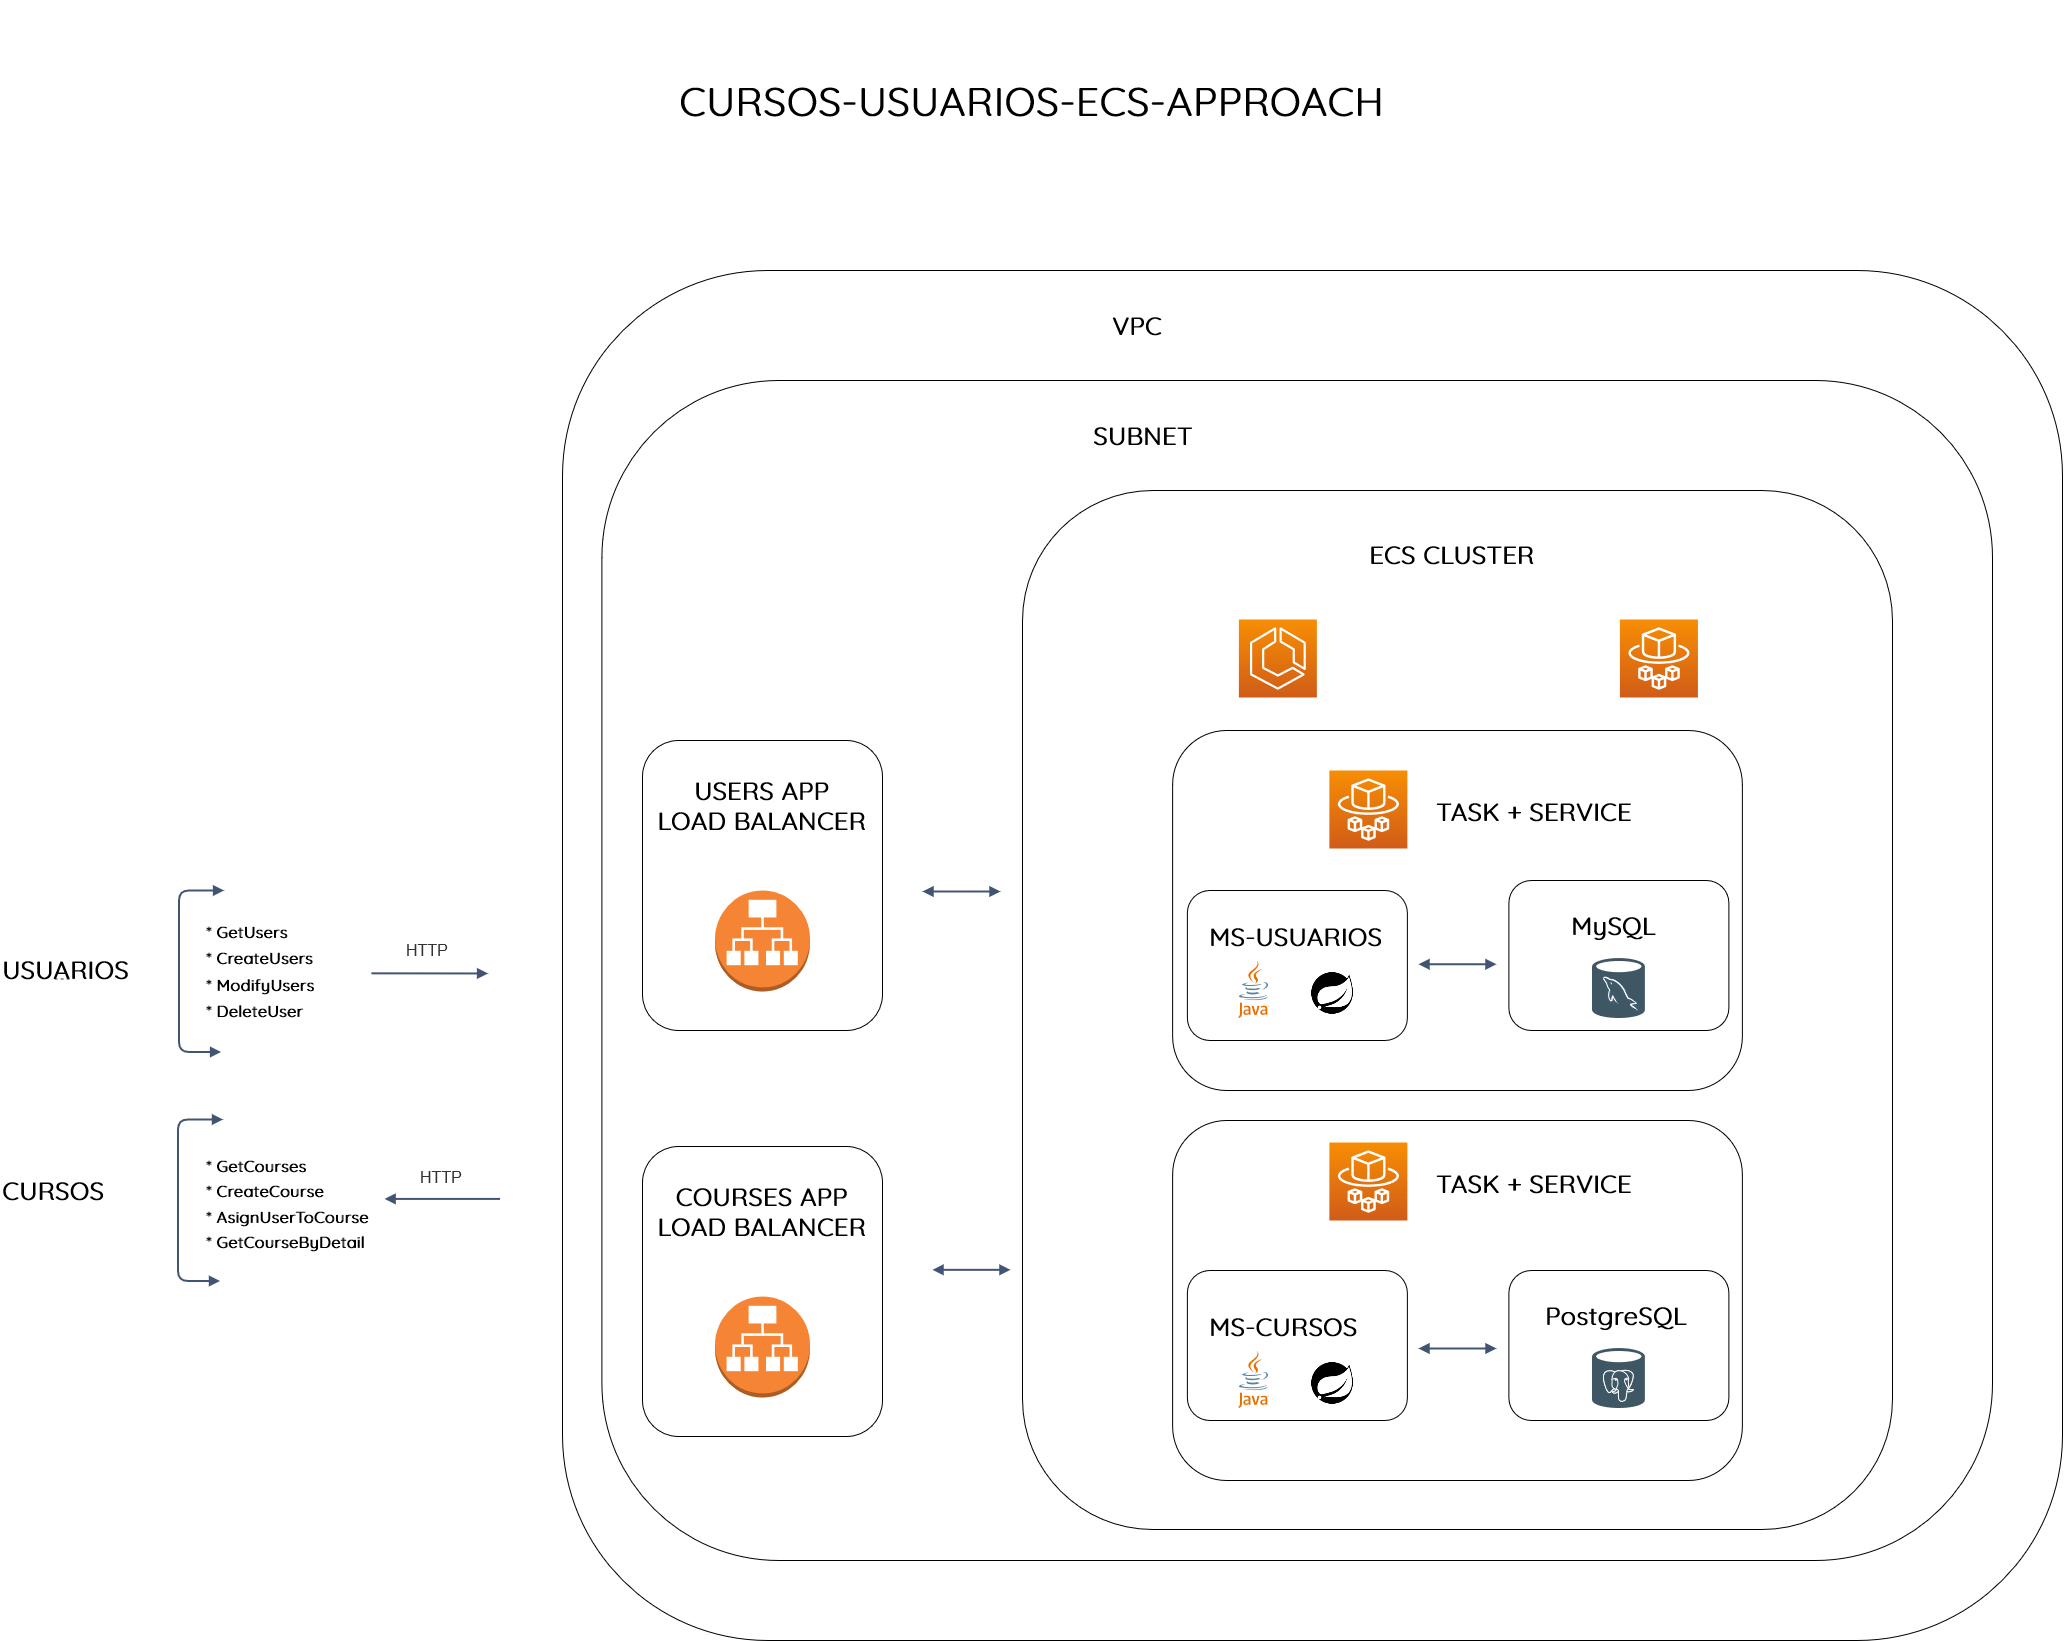 CURSOS-USUARIOS-ECS-APPROACH
VPC
SUBNET
ECS CLUSTER
USERS APP
LOAD BALANCER
TASK + SERVICE
MS-USUARIOS
Java
MySQL
USUARIOS
* GetUsers
* CreateUsers
* ModifyUsers
* DeleteUser
HTTP
CURSOS
* GetCourses
* CreateCourse
* AsignUserToCourse
* GetCourseByDetail
HTTP
COURSES APP
LOAD BALANCER
TASK + SERVICE
MS-CURSOS
Java
PostgreSQL